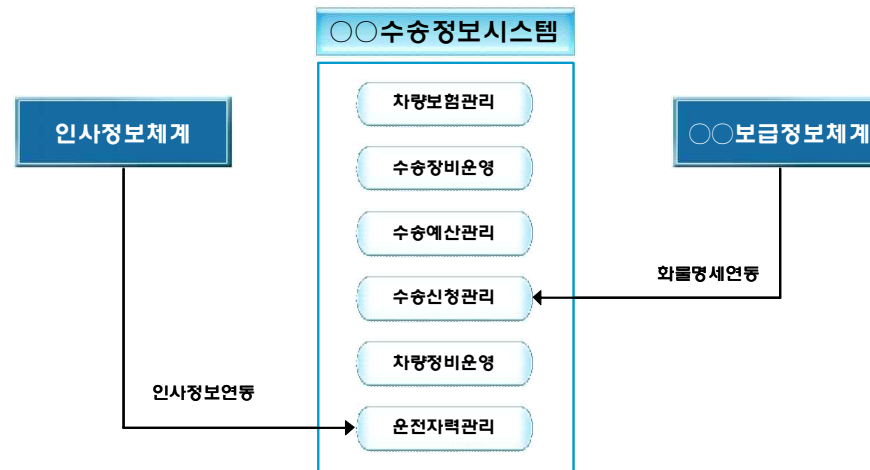 ○○수송정보시스템
차량보험관리
인사정보체계
○○보급정보체계
수송장비운영
수송예산관리
화물명세연동
수송신청관리
차량정비운영
인사정보연동
운전자력관리